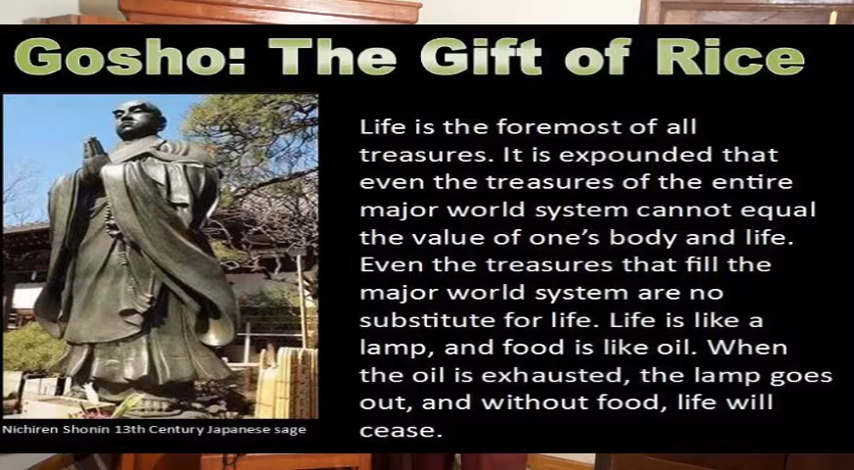 Gosho: The Gift of Rice
Life is the foremost of all
treasures. It is expounded that
even the treasures of the entire
major world system cannot equal
the value of one's body and life.
Even the treasures that fill the
major world system are no
substitute for life. Life is like a
lamp, and food is like oil. When
the oil is exhausted, the lamp goes
out, and without food, life will
cease.
Nichiren Shonin 13th Century Japanese sage